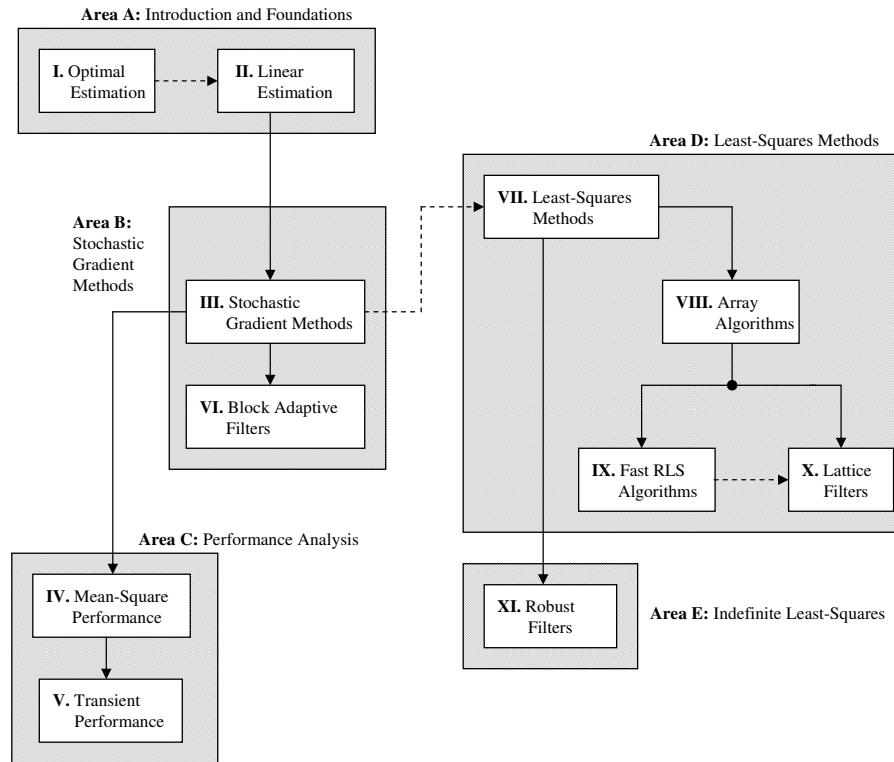 Area A: Introduction and Foundations
I. Optimal
Estimation
II. Linear
Estimation
Area B:
Stochastic
Gradient
Methods
III. Stochastic
Gradient Methods
VI. Block Adaptive
Filters
Area C: Performance Analysis
IV. Mean-Square
Performance
V. Transient
Performance
Area D: Least-Squares Methods
VII. Least-Squares
Methods
VIII. Array
Algorithms
IX. Fast RLS
Algorithms
X. Lattice
Filters
XI. Robust
Filters
Area E: Indefinite Least-Squares